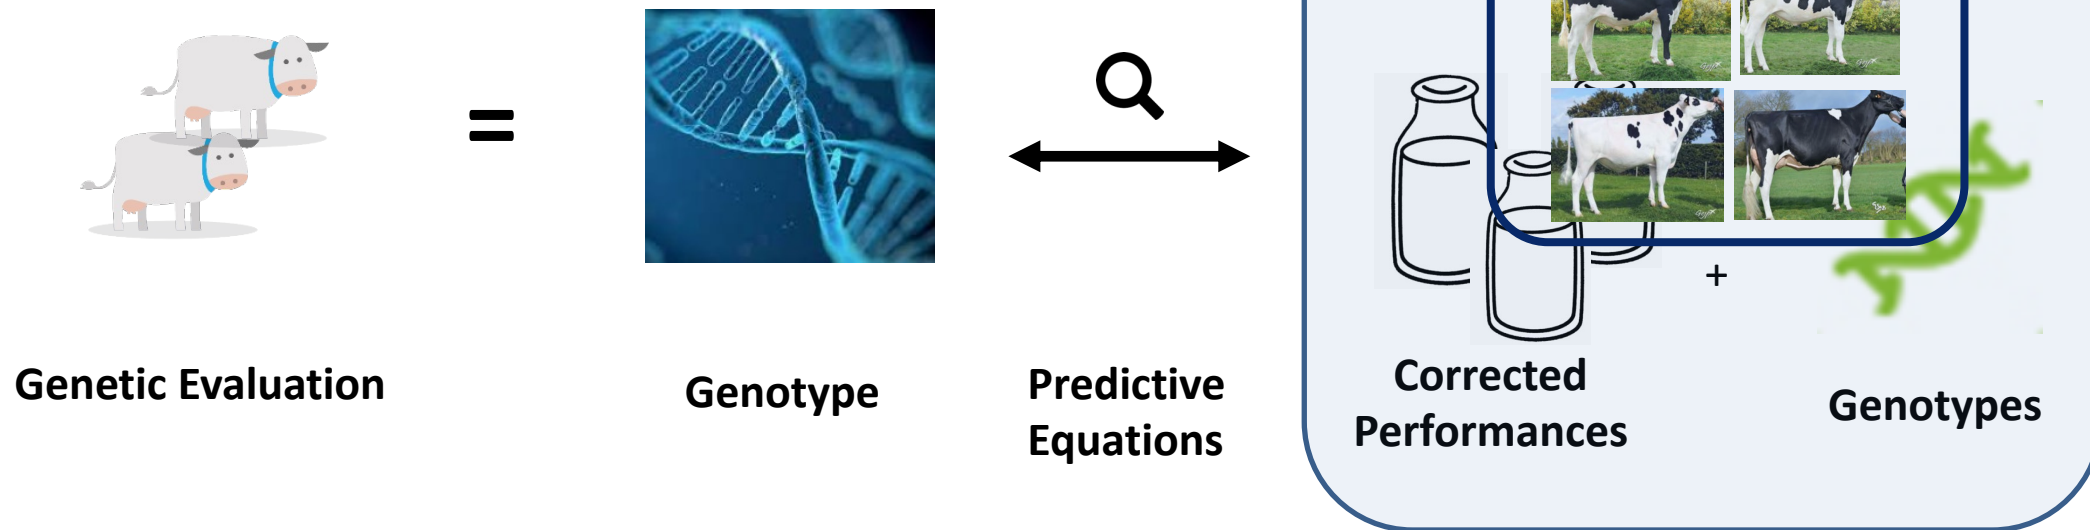 =
+
Genetic Evaluation
Genotype
Predictive
Equations
Corrected
Performances
Genotypes